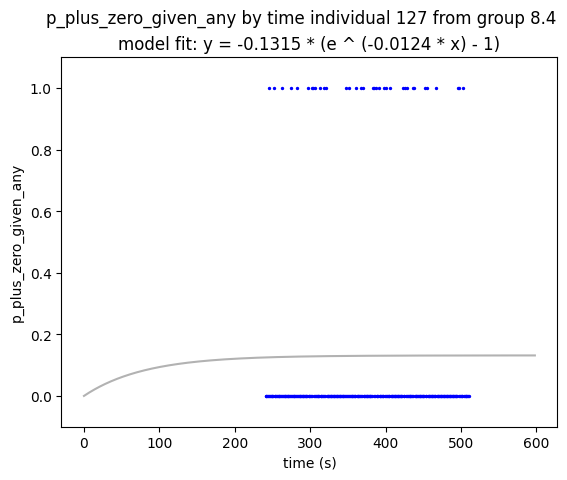 p_plus_zero_given_any by time individual 127 from group 8.4
model fit: y = -0.1315 * (e ^ (-0.0124 * x) - 1)
1.0
0.8
0.6
0.4
0.2
0.0
p_plus_zero_given_any
0 100 200 300 400 500 600
time (s)